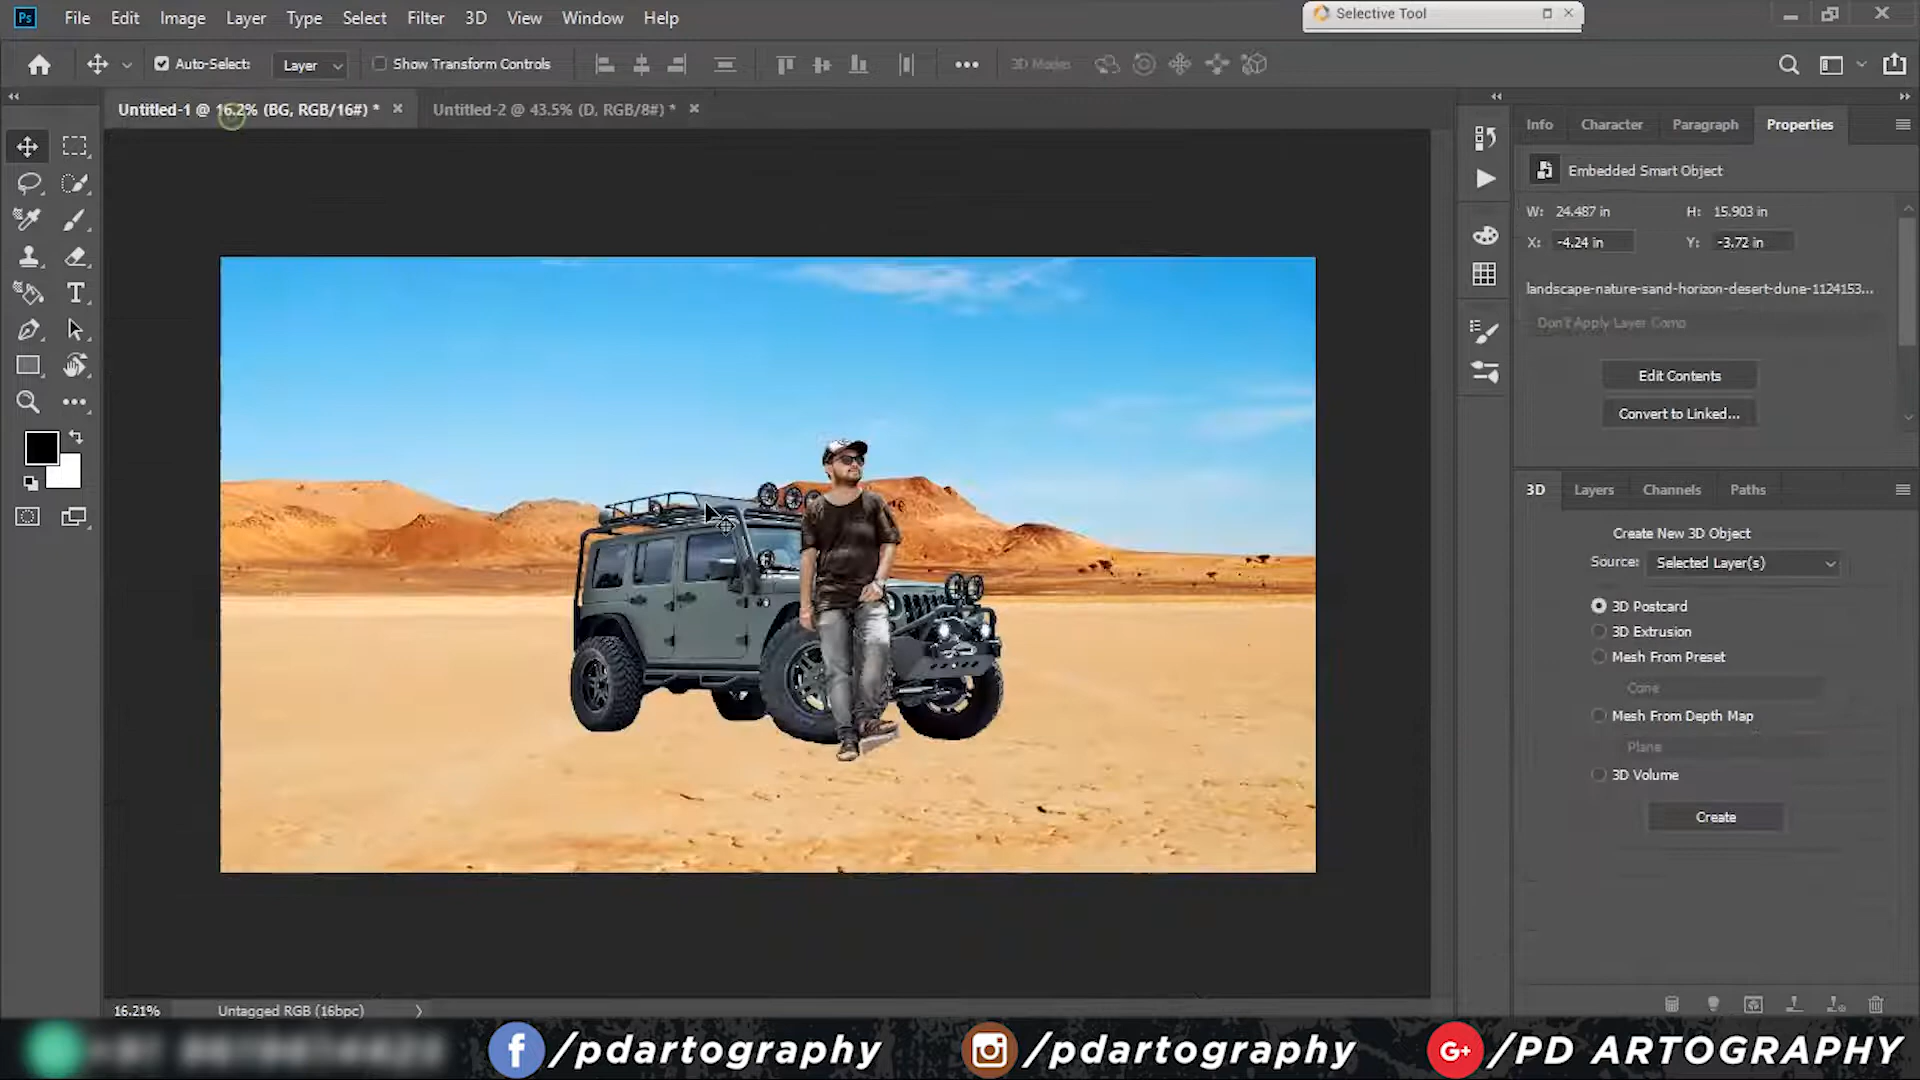 Ps File Edit Image Layer Type Select Filter 3D View Window Help
Selective Tool
Auto-Select: Layer Show Transform Controls 3D Mode:
Untitled-1 @ 16.2% (BG, RGB/16#) * Untitled-2 @ 43.5% (D, RGB/8#) *
Info Character Paragraph Properties
Embedded Smart Object
W: 24.487 in H: 15.903 in
X: -4.24 in Y: -3.72 in
landscape-nature-sand-horizon-desert-dune-1124153...
Don't Apply Layer Comp
Edit Contents
Convert to Linked...
3D Layers Channels Paths
Create New 3D Object
Source: Selected Layer(s)
3D Postcard
3D Extrusion
Mesh From Preset
Cone
Mesh From Depth Map
Plane
3D Volume
Create
16.21% Untagged RGB (16bpc)
f /pdartography /pdartography G+ /PD ARTOGRAPHY